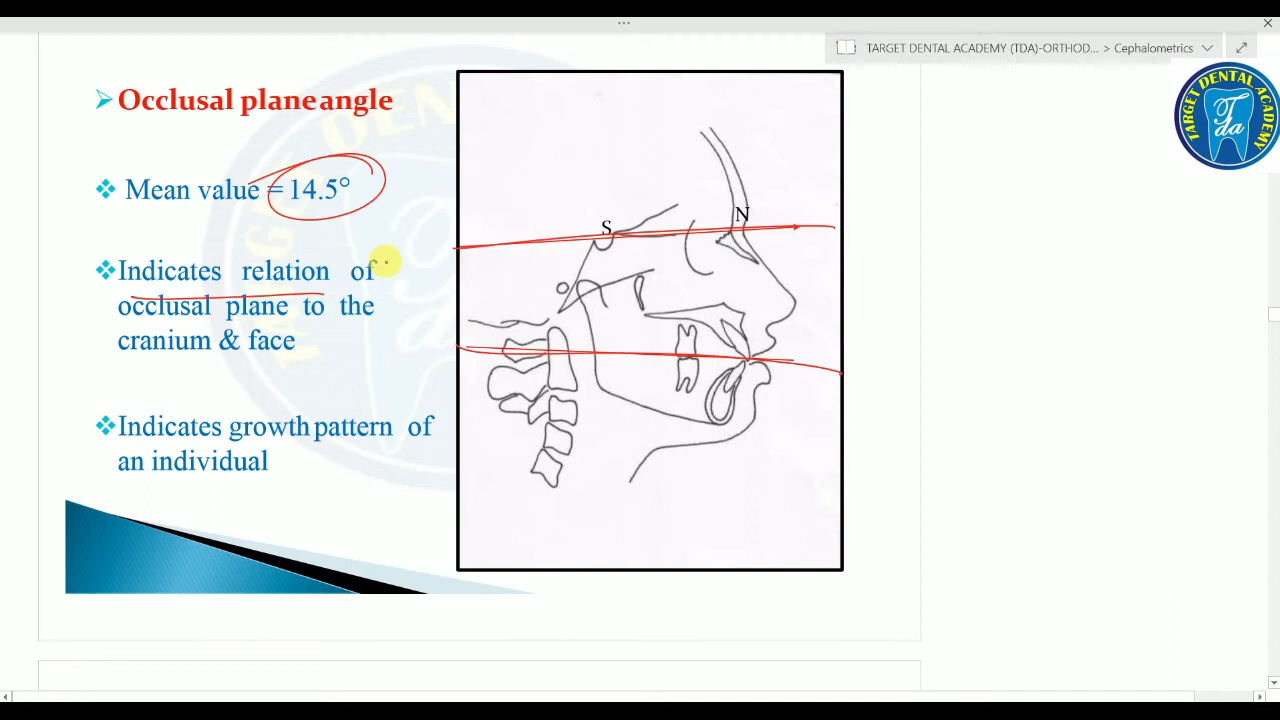 TARGET DENTAL ACADEMY (TDA)-ORTHOD... > Cephalometrics
TARGET DENTAL ACADEMY
Tda
Occlusal plane angle
Mean value = 14.5°
Indicates relation of
occlusal plane to the
cranium & face
Indicates growth pattern of
an individual
S
N